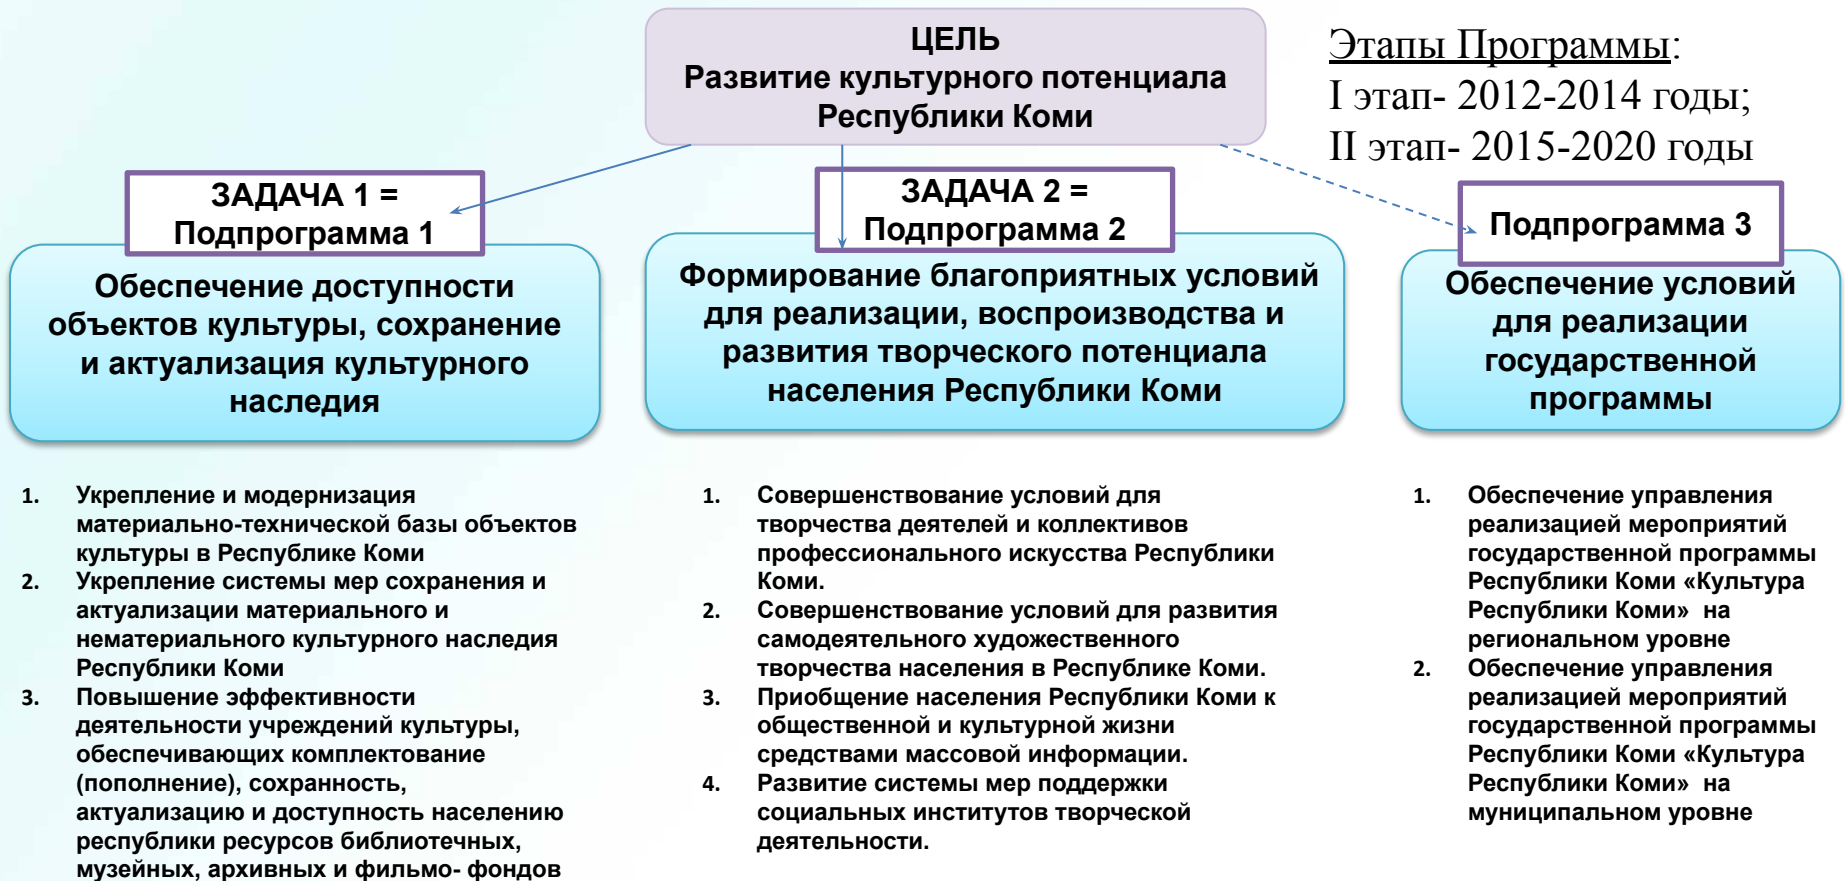 ЦЕЛЬ
Развитие культурного потенциала
Республики Коми
Этапы Программы:
I этап- 2012-2014 годы;
II этап- 2015-2020 годы
ЗАДАЧА 1 =
Подпрограмма 1
Обеспечение доступности
объектов культуры, сохранение
и актуализация культурного
наследия
1. Укрепление и модернизация
материально-технической базы объектов
культуры в Республике Коми
2. Укрепление системы мер сохранения и
актуализации материального и
нематериального культурного наследия
Республики Коми
3. Повышение эффективности
деятельности учреждений культуры,
обеспечивающих комплектование
(пополнение), сохранность,
актуализацию и доступность населению
республики ресурсов библиотечных,
музейных, архивных и фильмо- фондов
ЗАДАЧА 2 =
Подпрограмма 2
Формирование благоприятных условий
для реализации, воспроизводства и
развития творческого потенциала
населения Республики Коми
1. Совершенствование условий для
творчества деятелей и коллективов
профессионального искусства Республики
Коми.
2. Совершенствование условий для развития
самодеятельного художественного
творчества населения в Республике Коми.
3. Приобщение населения Республики Коми к
общественной и культурной жизни
средствами массовой информации.
4. Развитие системы мер поддержки
социальных институтов творческой
деятельности.
Подпрограмма 3
Обеспечение условий
для реализации
государственной
программы
1. Обеспечение управления
реализацией мероприятий
государственной программы
Республики Коми «Культура
Республики Коми» на
региональном уровне
2. Обеспечение управления
реализацией мероприятий
государственной программы
Республики Коми «Культура
Республики Коми» на
муниципальном уровне